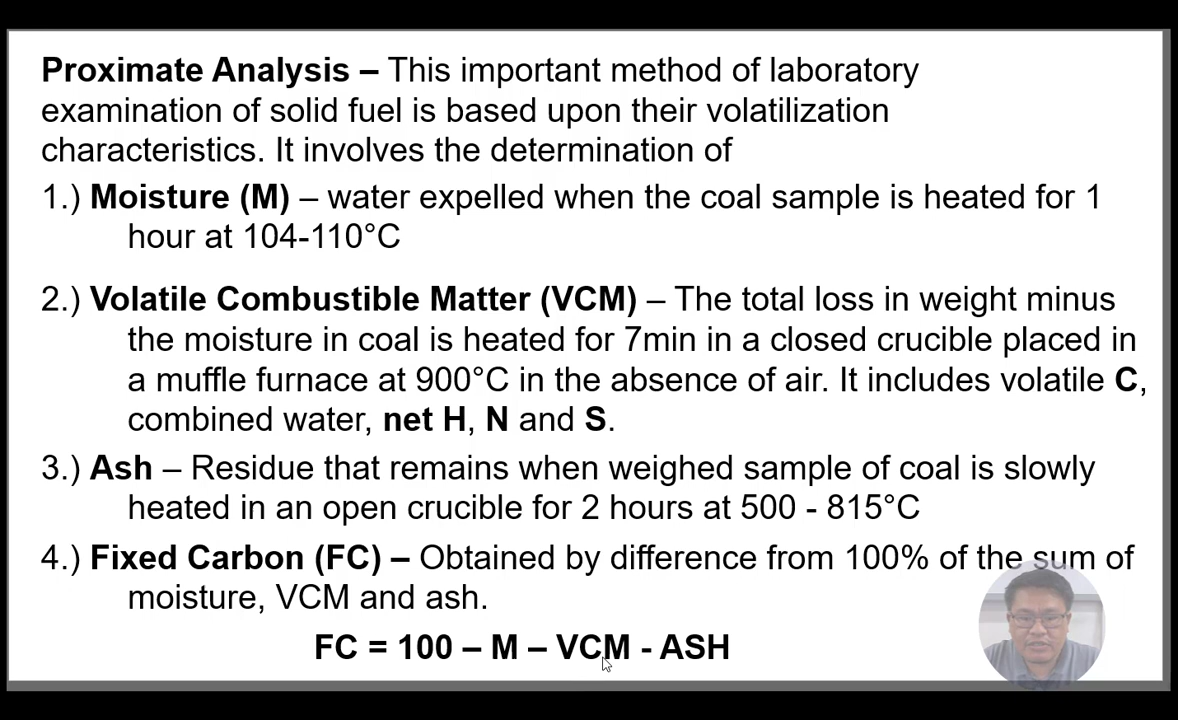 Proximate Analysis – This important method of laboratory
examination of solid fuel is based upon their volatilization
characteristics. It involves the determination of
1.) Moisture (M) – water expelled when the coal sample is heated for 1
hour at 104-110°C
2.) Volatile Combustible Matter (VCM) – The total loss in weight minus
the moisture in coal is heated for 7min in a closed crucible placed in
a muffle furnace at 900°C in the absence of air. It includes volatile C,
combined water, net H, N and S.
3.) Ash – Residue that remains when weighed sample of coal is slowly
heated in an open crucible for 2 hours at 500 - 815°C
4.) Fixed Carbon (FC) – Obtained by difference from 100% of the sum of
moisture, VCM and ash.
FC = 100 – M – VCM - ASH